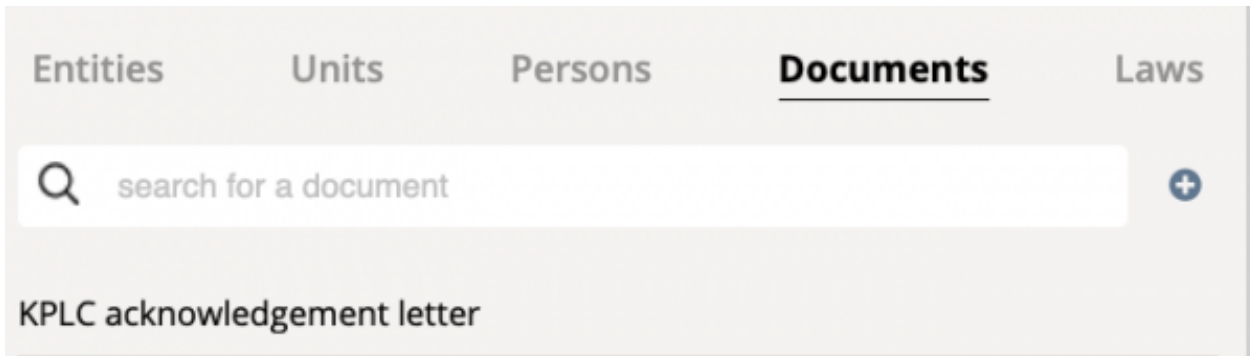 Entities Units Persons Documents Laws
search for a document
KPLC acknowledgement letter